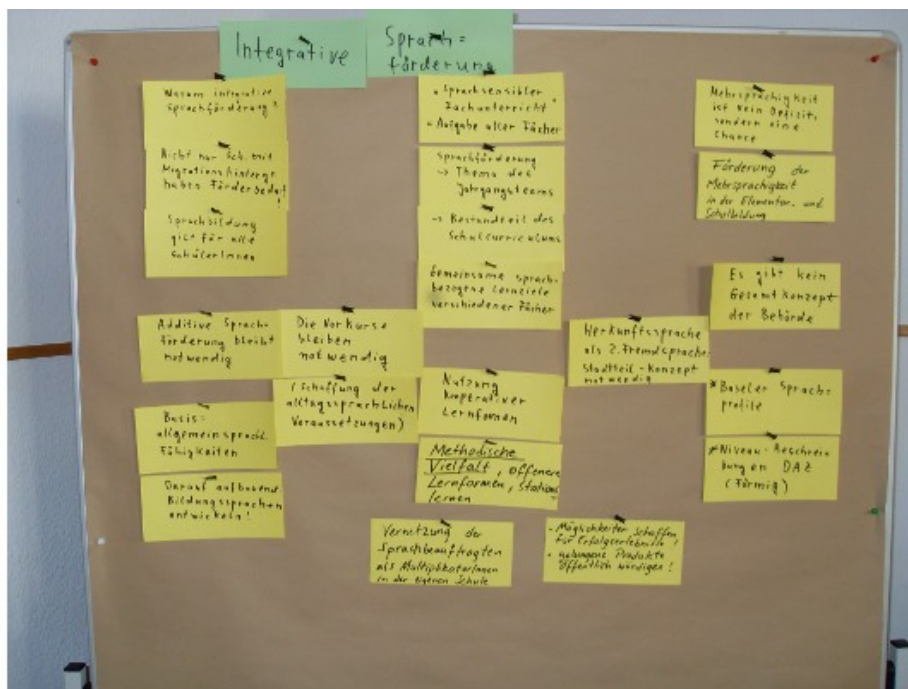 Integrative
Sprach=
förderung
Warum integrative
Sprachförderung?
Nicht nur Sch. mit
Migrationshintergr.
haben Förderbedarf!
Sprachbildung
gilt für alle
SchülerInnen
Additive Sprach-
förderung bleibt
notwendig
Die Vorkurse
bleiben
notwendig
(Schaffung der
alltagssprachlichen
Voraussetzungen)
Basis:
allgemeinsprachl.
Fähigkeiten
Darauf aufbauend:
Bildungssprachen
entwickeln!
"Sprachsensibler
Fachunterricht"
= Aufgabe aller Fächer
Sprachförderung
→ Thema des
Jahrgangsteams
→ Bestandteil des
Schulcurriculums
Gemeinsame sprach-
bezogene Lernziele
verschiedener Fächer
Nutzung
kooperativer
Lernformen
Methodische
Vielfalt, offenere
Lernformen, Stations-
lernen
Vernetzung der
Sprachbeauftragten
als MultiplikatorInnen
in der eigenen Schule
- Möglichkeiten schaffen
für Erfolgserlebnisse!
- gelungene Produkte
öffentlich würdigen!
Herkunftssprache
als 2. Fremdsprache:
Stadtteil-Konzept
notwendig
Mehrsprachigkeit
ist kein Defizit,
sondern eine
Chance
Förderung der
Mehrsprachigkeit
in der Elementar- und
Schulbildung
Es gibt kein
Gesamtkonzept
der Behörde
* Baseler Sprach=
profile
* Niveau-Beschrei
bungen DAZ
(Förmig)